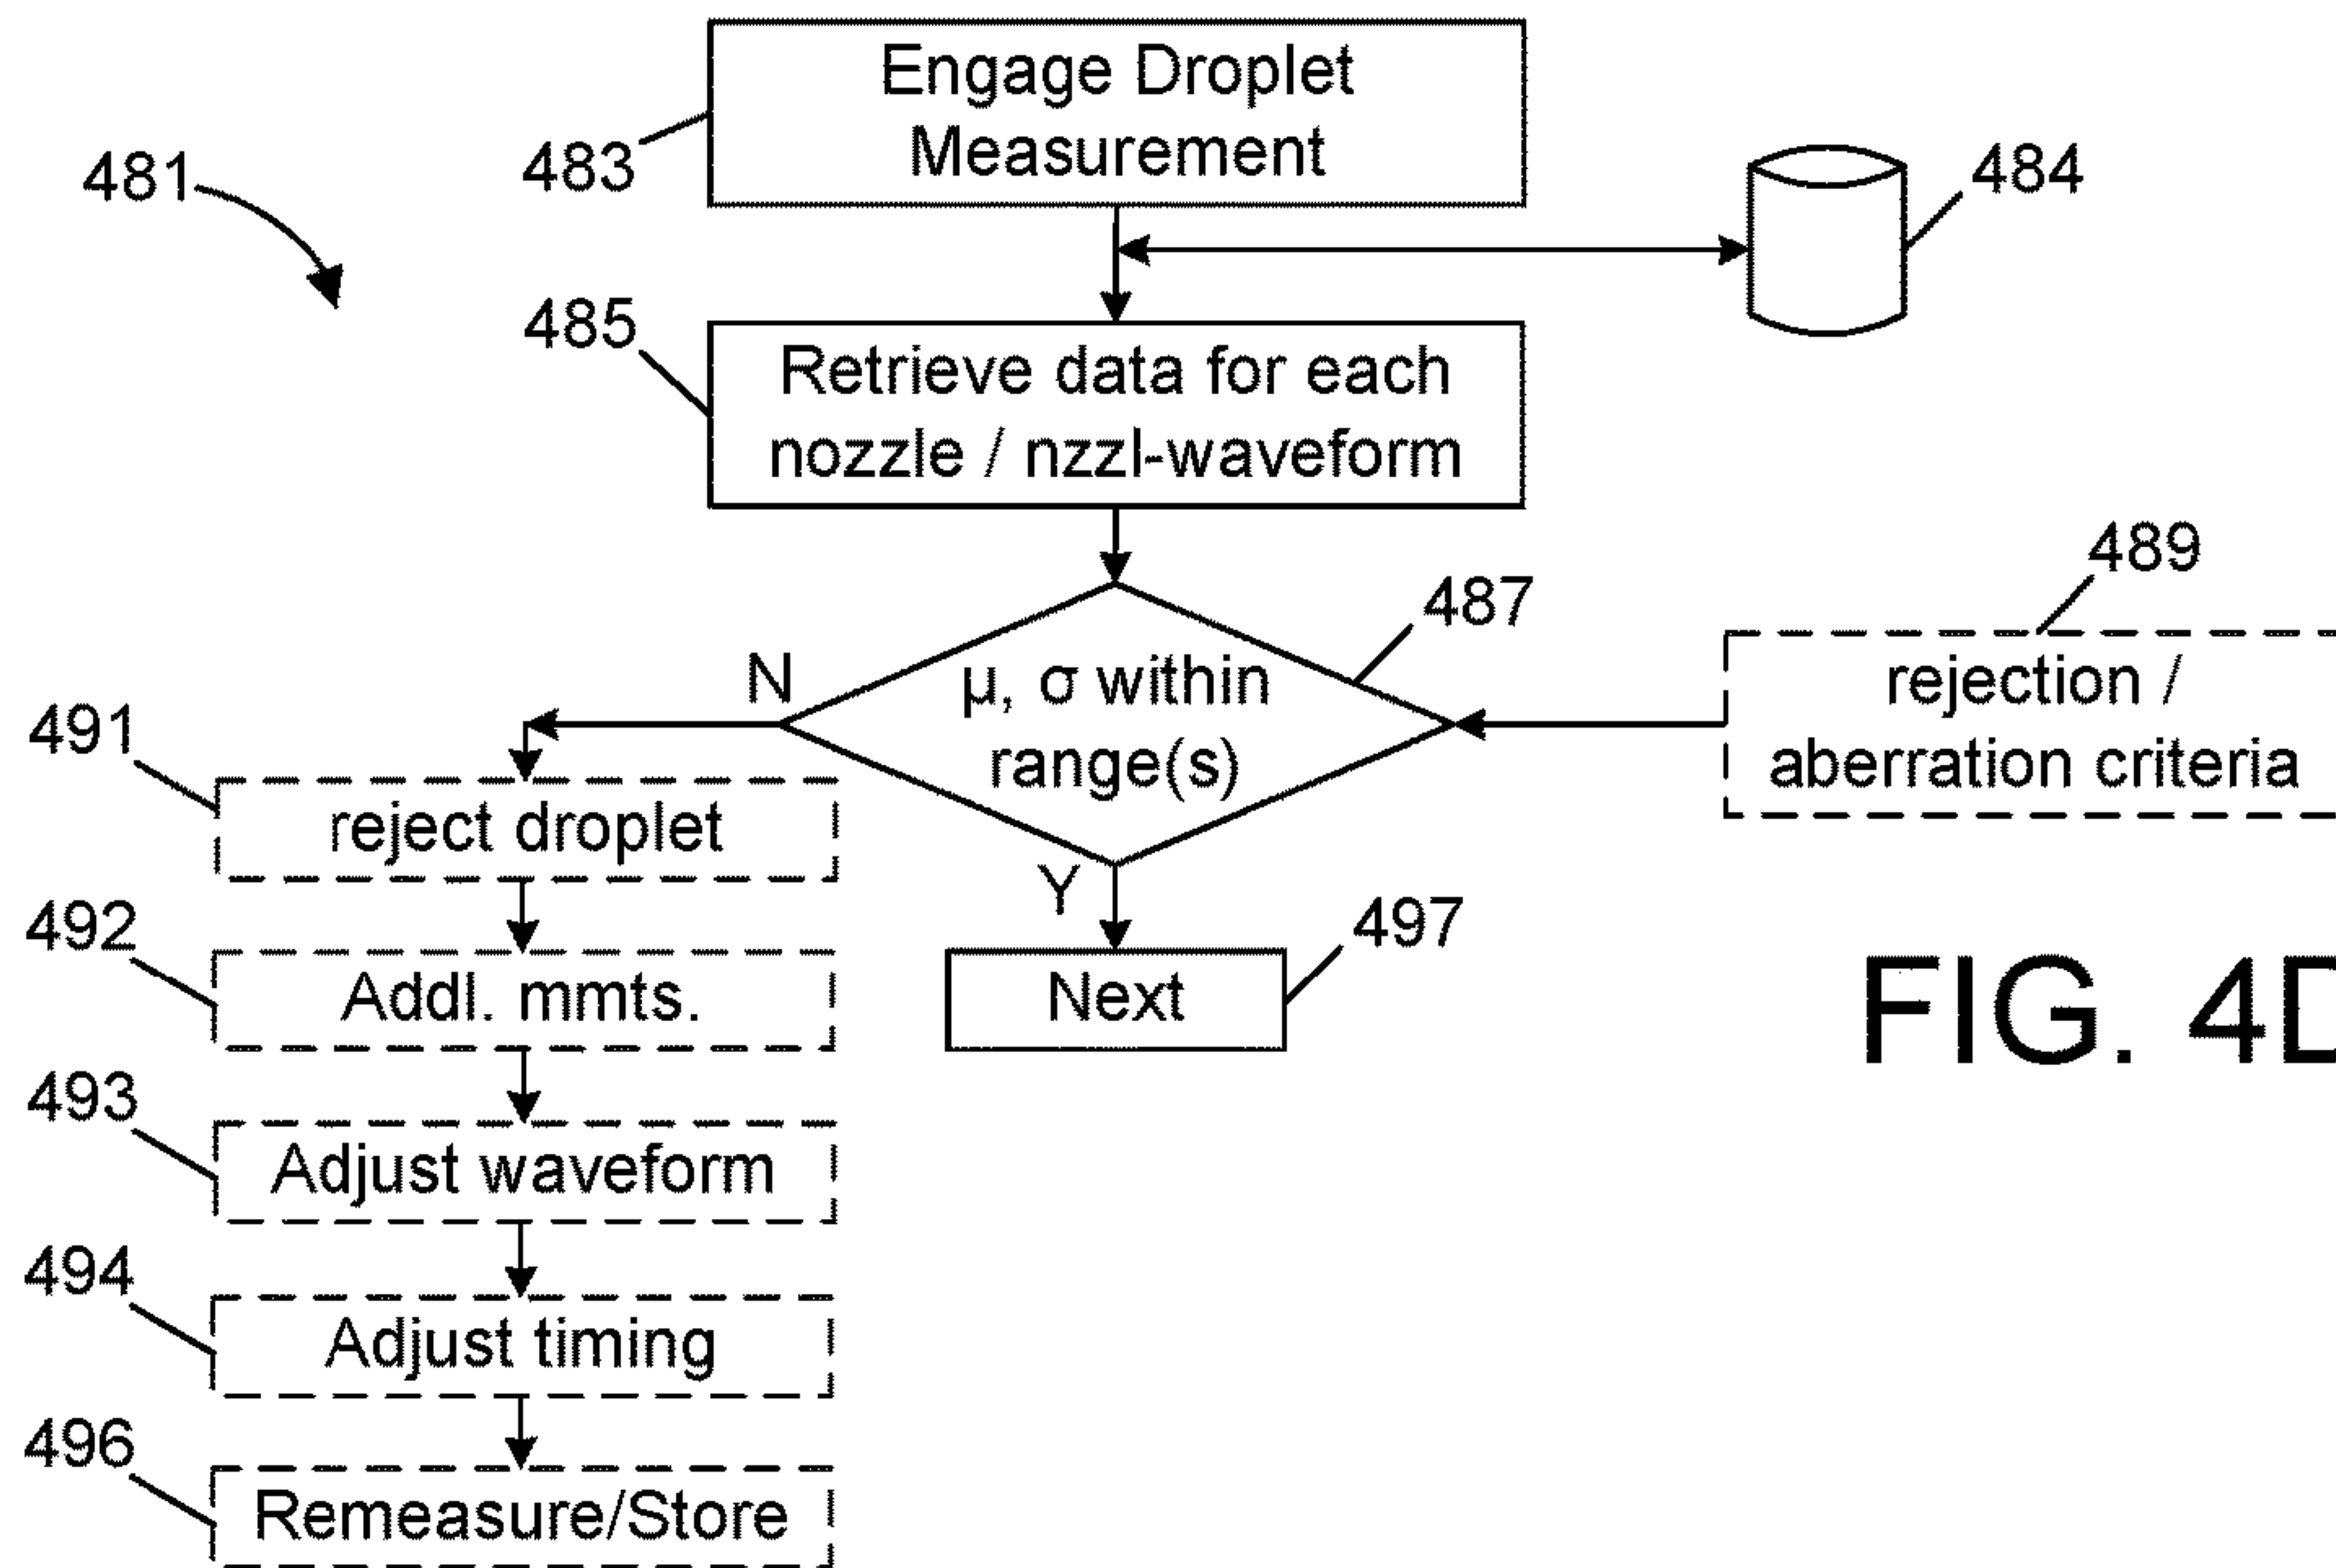 Engage Droplet
Measurement
483
481
484
485
Retrieve data for each
nozzle / nzzl-waveform
489
487
N
μ, σ within
range(s)
rejection /
aberration criteria
491
reject droplet
Y
492
Addl. mmts.
497
Next
FIG. 4D
493
Adjust waveform
494
Adjust timing
496
Remeasure/Store